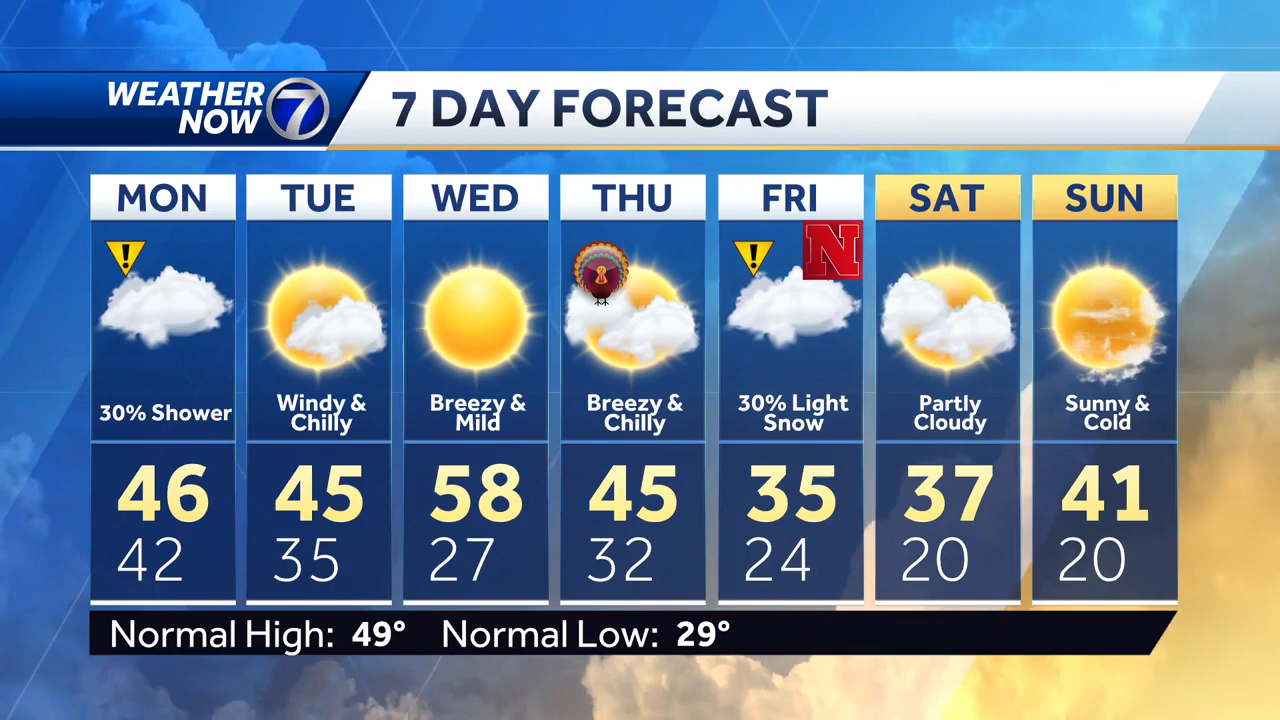 WEATHER
NOW 7
7 DAY FORECAST
MON TUE WED THU FRI SAT SUN
! ! N
30% Shower
Windy &
Chilly
Breezy &
Mild
Breezy &
Chilly
30% Light
Snow
Partly
Cloudy
Sunny &
Cold
46 45 58 45 35 37 41
42 35 27 32 24 20 20
Normal High: 49° Normal Low: 29°